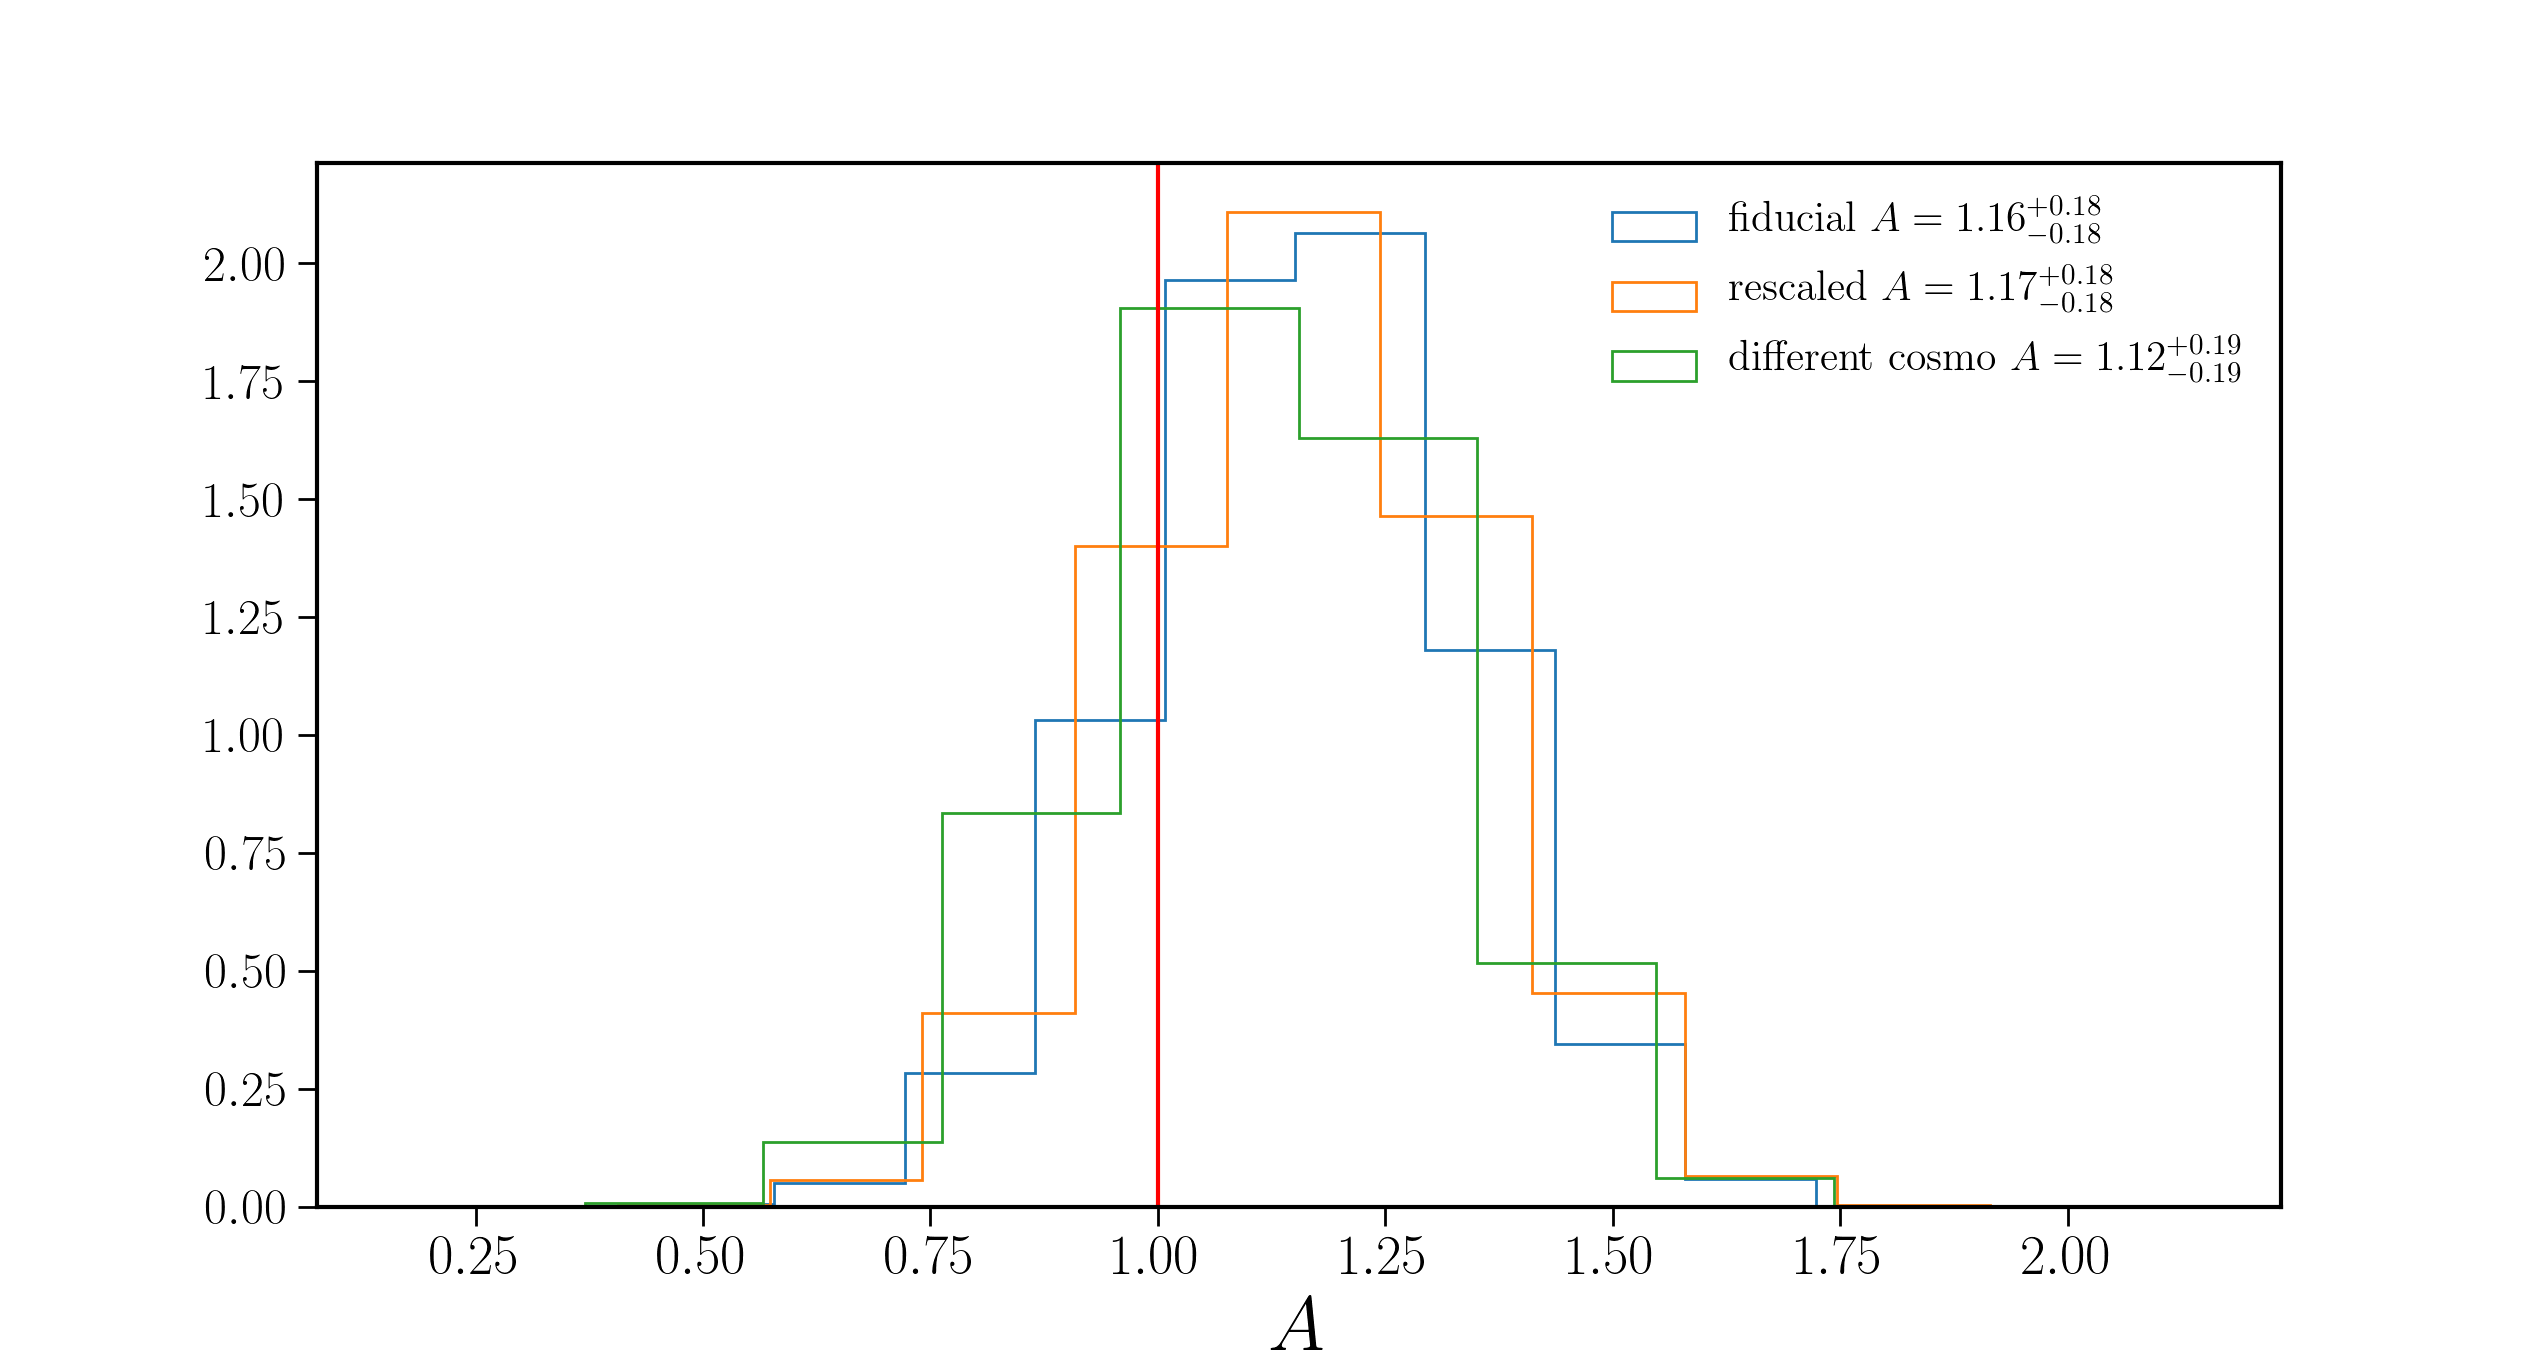 fiducial A = 1.16^{+0.18}_{-0.18}
rescaled A = 1.17^{+0.18}_{-0.18}
different cosmo A = 1.12^{+0.19}_{-0.19}
2.00
1.75
1.50
1.25
1.00
0.75
0.50
0.25
0.00
0.25 0.50 0.75 1.00 1.25 1.50 1.75 2.00
A